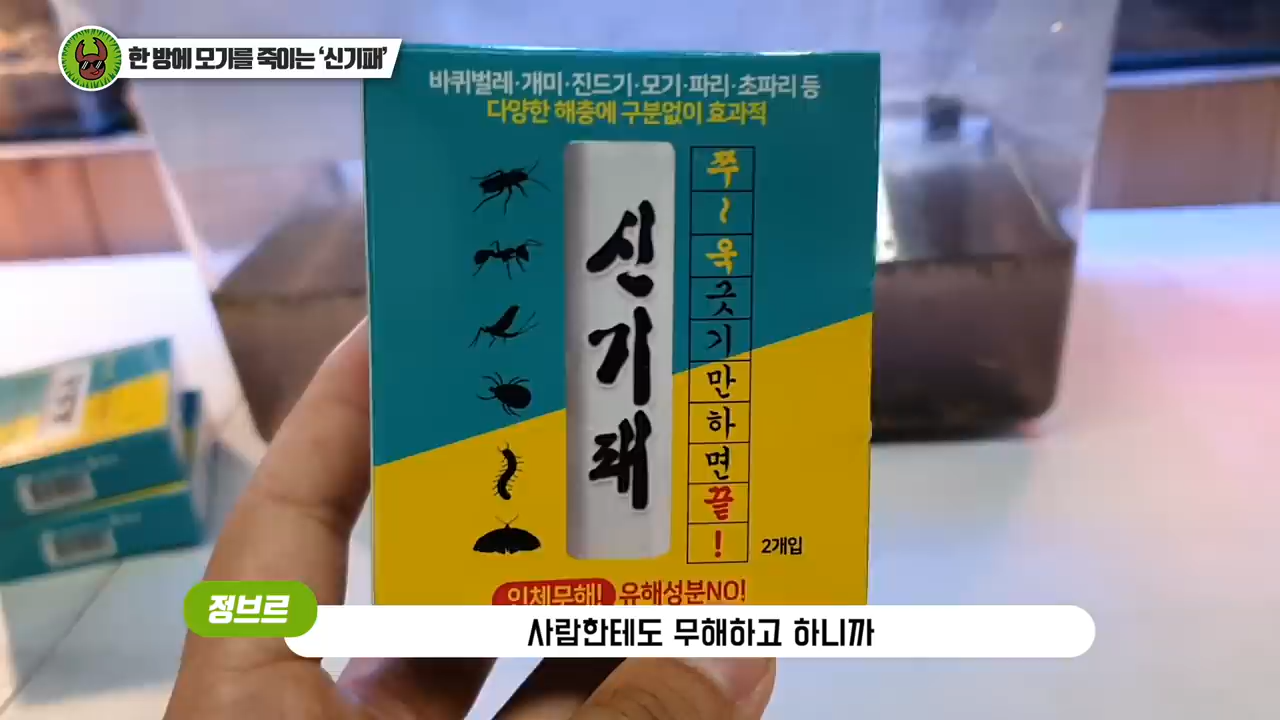 한 방에 모기를 죽이는 '신기패'
바퀴벌레·개미·진드기·모기·파리·초파리 등
다양한 해충에 구분없이 효과적
신기패
쭈~욱긋기만하면끝!
2개입
인체무해! 유해성분NO!
정브르
사람한테도 무해하고 하니까